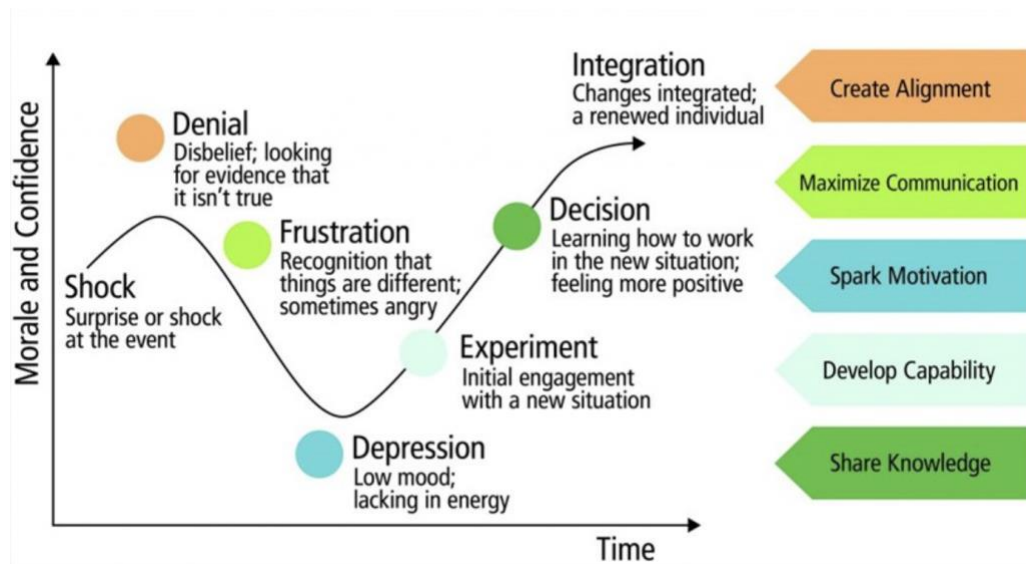 Morale and Confidence
Denial
Disbelief; looking
for evidence that
it isn't true
Shock
Surprise or shock
at the event
Frustration
Recognition that
things are different;
sometimes angry
Depression
Low mood;
lacking in energy
Experiment
Initial engagement
with a new situation
Decision
Learning how to work
in the new situation;
feeling more positive
Integration
Changes integrated;
a renewed individual
Time
Create Alignment
Maximize Communication
Spark Motivation
Develop Capability
Share Knowledge